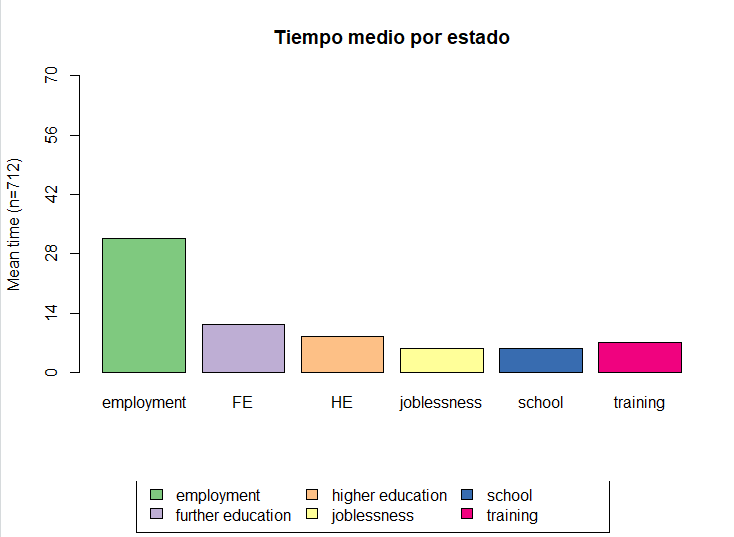 Tiempo medio por estado
Mean time (n=712)
70
56
42
28
14
0
employment FE HE joblessness school training
employment higher education school
further education joblessness training